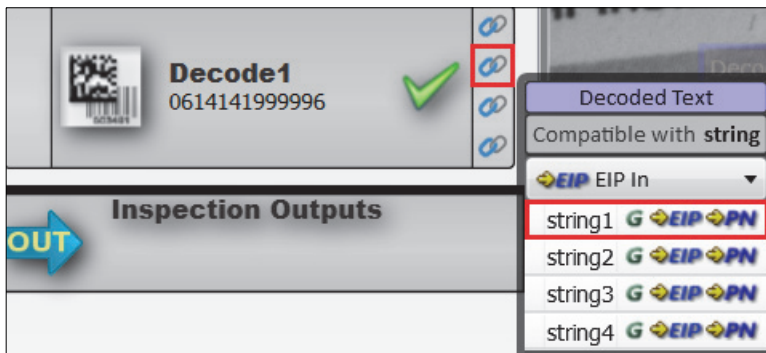 Decode1
0614141999996
Decoded Text
Compatible with string
EIP EIP In
string1 G EIP PN
OUT
Inspection Outputs
string2 G EIP PN
string3 G EIP PN
string4 G EIP PN